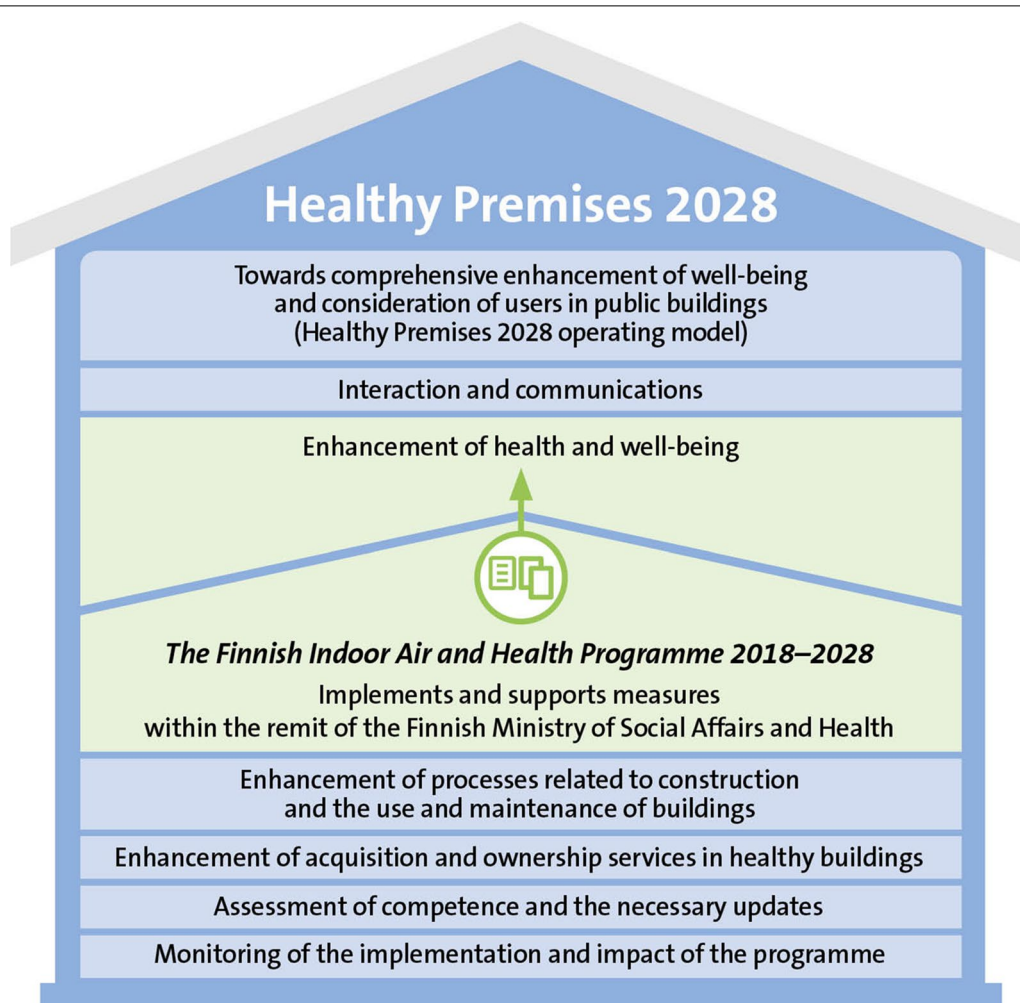 Healthy Premises 2028
Towards comprehensive enhancement of well-being
and consideration of users in public buildings
(Healthy Premises 2028 operating model)
Interaction and communications
Enhancement of health and well-being
The Finnish Indoor Air and Health Programme 2018–2028
Implements and supports measures
within the remit of the Finnish Ministry of Social Affairs and Health
Enhancement of processes related to construction
and the use and maintenance of buildings
Enhancement of acquisition and ownership services in healthy buildings
Assessment of competence and the necessary updates
Monitoring of the implementation and impact of the programme